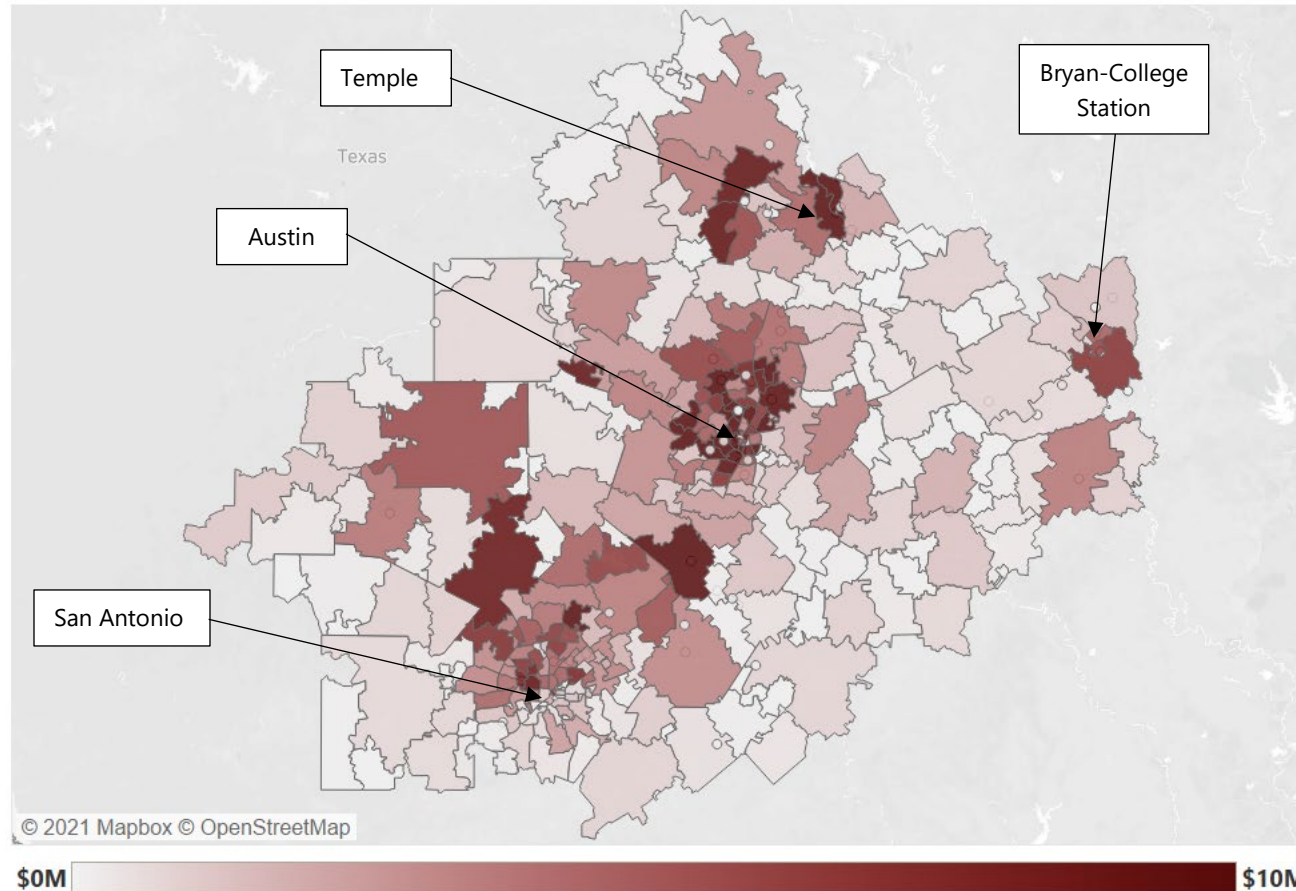 Temple
Bryan-College
Station
Texas
Austin
San Antonio
© 2021 Mapbox © OpenStreetMap
$0M
$10M